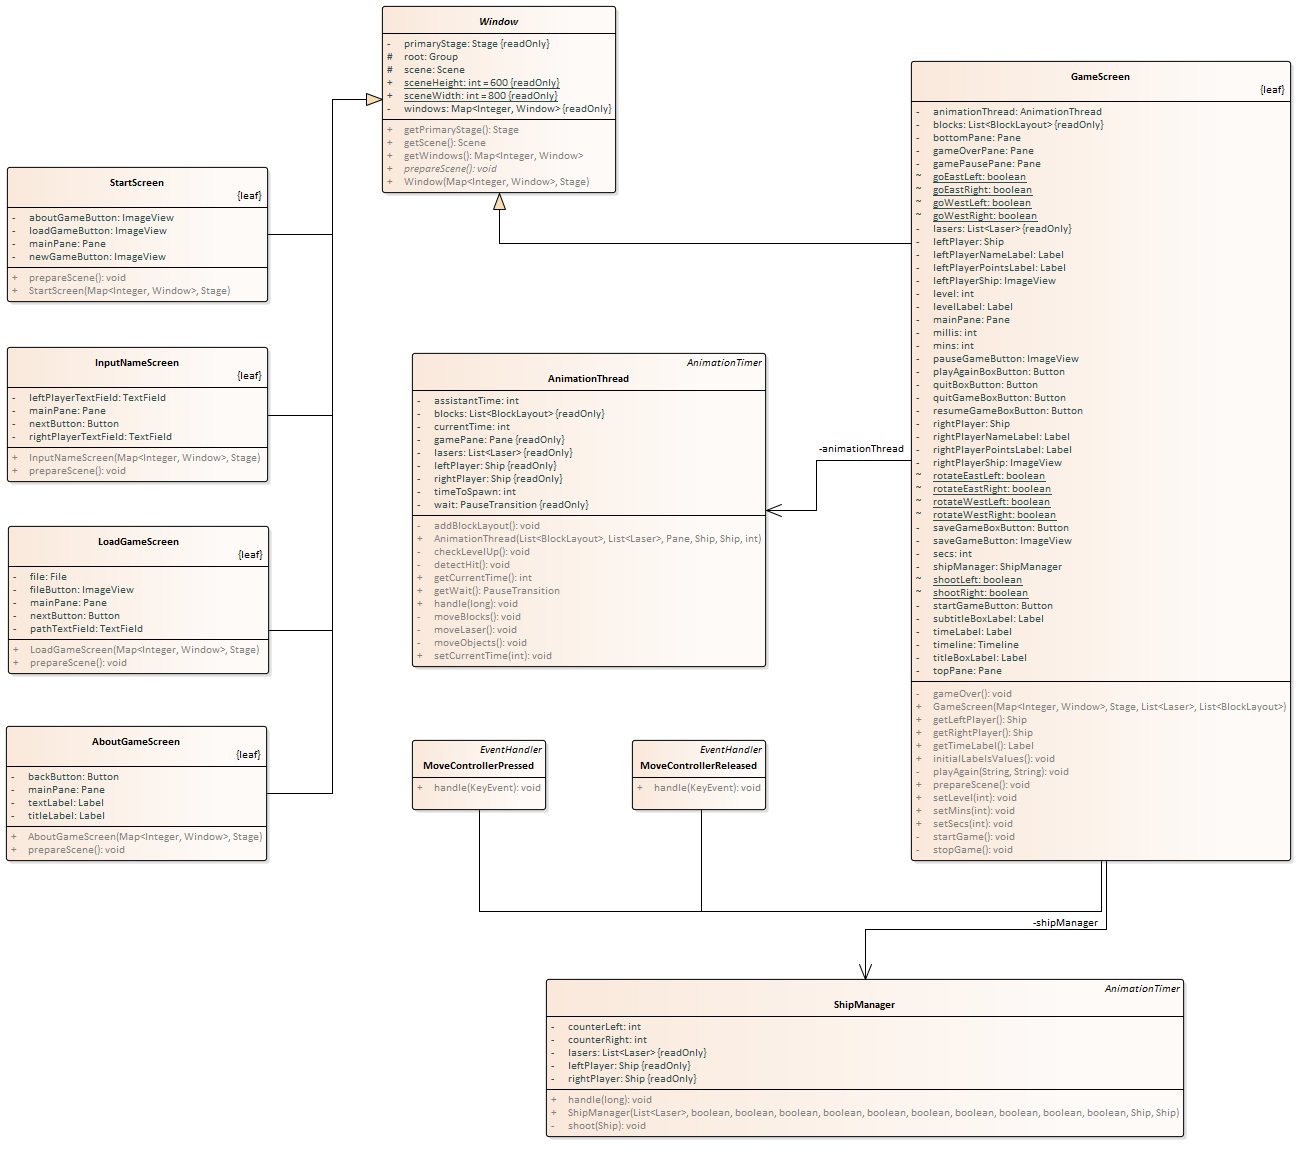 Window
- primaryStage: Stage {readOnly}
# root: Group
# scene: Scene
+ sceneHeight: int = 600 {readOnly}
+ sceneWidth: int = 800 {readOnly}
- windows: Map<Integer, Window> {readOnly}
+ getPrimaryStage(): Stage
+ getScene(): Scene
+ getWindows(): Map<Integer, Window>
+ prepareScene(): void
+ Window(Map<Integer, Window>, Stage)
StartScreen
{leaf}
- aboutGameButton: ImageView
- loadGameButton: ImageView
- mainPane: Pane
- newGameButton: ImageView
+ prepareScene(): void
+ StartScreen(Map<Integer, Window>, Stage)
InputNameScreen
{leaf}
- leftPlayerTextField: TextField
- mainPane: Pane
- nextButton: Button
- rightPlayerTextField: TextField
+ InputNameScreen(Map<Integer, Window>, Stage)
+ prepareScene(): void
LoadGameScreen
{leaf}
- file: File
- fileButton: ImageView
- mainPane: Pane
- nextButton: Button
- pathTextField: TextField
+ LoadGameScreen(Map<Integer, Window>, Stage)
+ prepareScene(): void
AboutGameScreen
{leaf}
- backButton: Button
- mainPane: Pane
- textLabel: Label
- titleLabel: Label
+ AboutGameScreen(Map<Integer, Window>, Stage)
+ prepareScene(): void
AnimationTimer
AnimationThread
- assistantTime: int
- blocks: List<BlockLayout> {readOnly}
- currentTime: int
- gamePane: Pane {readOnly}
- lasers: List<Laser> {readOnly}
- leftPlayer: Ship {readOnly}
- rightPlayer: Ship {readOnly}
- timeToSpawn: int
- wait: PauseTransition {readOnly}
- addBlockLayout(): void
+ AnimationThread(List<BlockLayout>, List<Laser>, Pane, Ship, Ship, int)
- checkLevelUp(): void
- detectHit(): void
+ getCurrentTime(): int
+ getWait(): PauseTransition
+ handle(long): void
- moveBlocks(): void
- moveLaser(): void
- moveObjects(): void
+ setCurrentTime(int): void
EventHandler
MoveControllerPressed
+ handle(KeyEvent): void
EventHandler
MoveControllerReleased
+ handle(KeyEvent): void
GameScreen
{leaf}
- animationThread: AnimationThread
- blocks: List<BlockLayout> {readOnly}
- bottomPane: Pane
- gameOverPane: Pane
- gamePausePane: Pane
~ goEastLeft: boolean
~ goEastRight: boolean
~ goWestLeft: boolean
~ goWestRight: boolean
- lasers: List<Laser> {readOnly}
- leftPlayer: Ship
- leftPlayerNameLabel: Label
- leftPlayerPointsLabel: Label
- leftPlayerShip: ImageView
- level: int
- levelLabel: Label
- mainPane: Pane
- millis: int
- mins: int
- pauseGameButton: ImageView
- playAgainBoxButton: Button
- quitBoxButton: Button
- quitGameBoxButton: Button
- resumeGameBoxButton: Button
- rightPlayer: Ship
- rightPlayerNameLabel: Label
- rightPlayerPointsLabel: Label
- rightPlayerShip: ImageView
~ rotateEastLeft: boolean
~ rotateEastRight: boolean
~ rotateWestLeft: boolean
~ rotateWestRight: boolean
- saveGameBoxButton: Button
- saveGameButton: ImageView
- secs: int
- shipManager: ShipManager
~ shootLeft: boolean
~ shootRight: boolean
- startGameButton: Button
- subtitleBoxLabel: Label
- timeLabel: Label
- timeline: Timeline
- titleBoxLabel: Label
- topPane: Pane
- gameOver(): void
+ GameScreen(Map<Integer, Window>, Stage, List<Laser>, List<BlockLayout>)
+ getLeftPlayer(): Ship
+ getRightPlayer(): Ship
+ getTimeLabel(): Label
+ initialLabelsValues(): void
- playAgain(String, String): void
+ prepareScene(): void
+ setLevel(int): void
+ setMins(int): void
+ setSecs(int): void
- startGame(): void
- stopGame(): void
-animationThread
-shipManager
AnimationTimer
ShipManager
- counterLeft: int
- counterRight: int
- lasers: List<Laser> {readOnly}
- leftPlayer: Ship {readOnly}
- rightPlayer: Ship {readOnly}
+ handle(long): void
+ ShipManager(List<Laser>, boolean, boolean, boolean, boolean, boolean, boolean, boolean, boolean, boolean, boolean, Ship, Ship)
- shoot(Ship): void